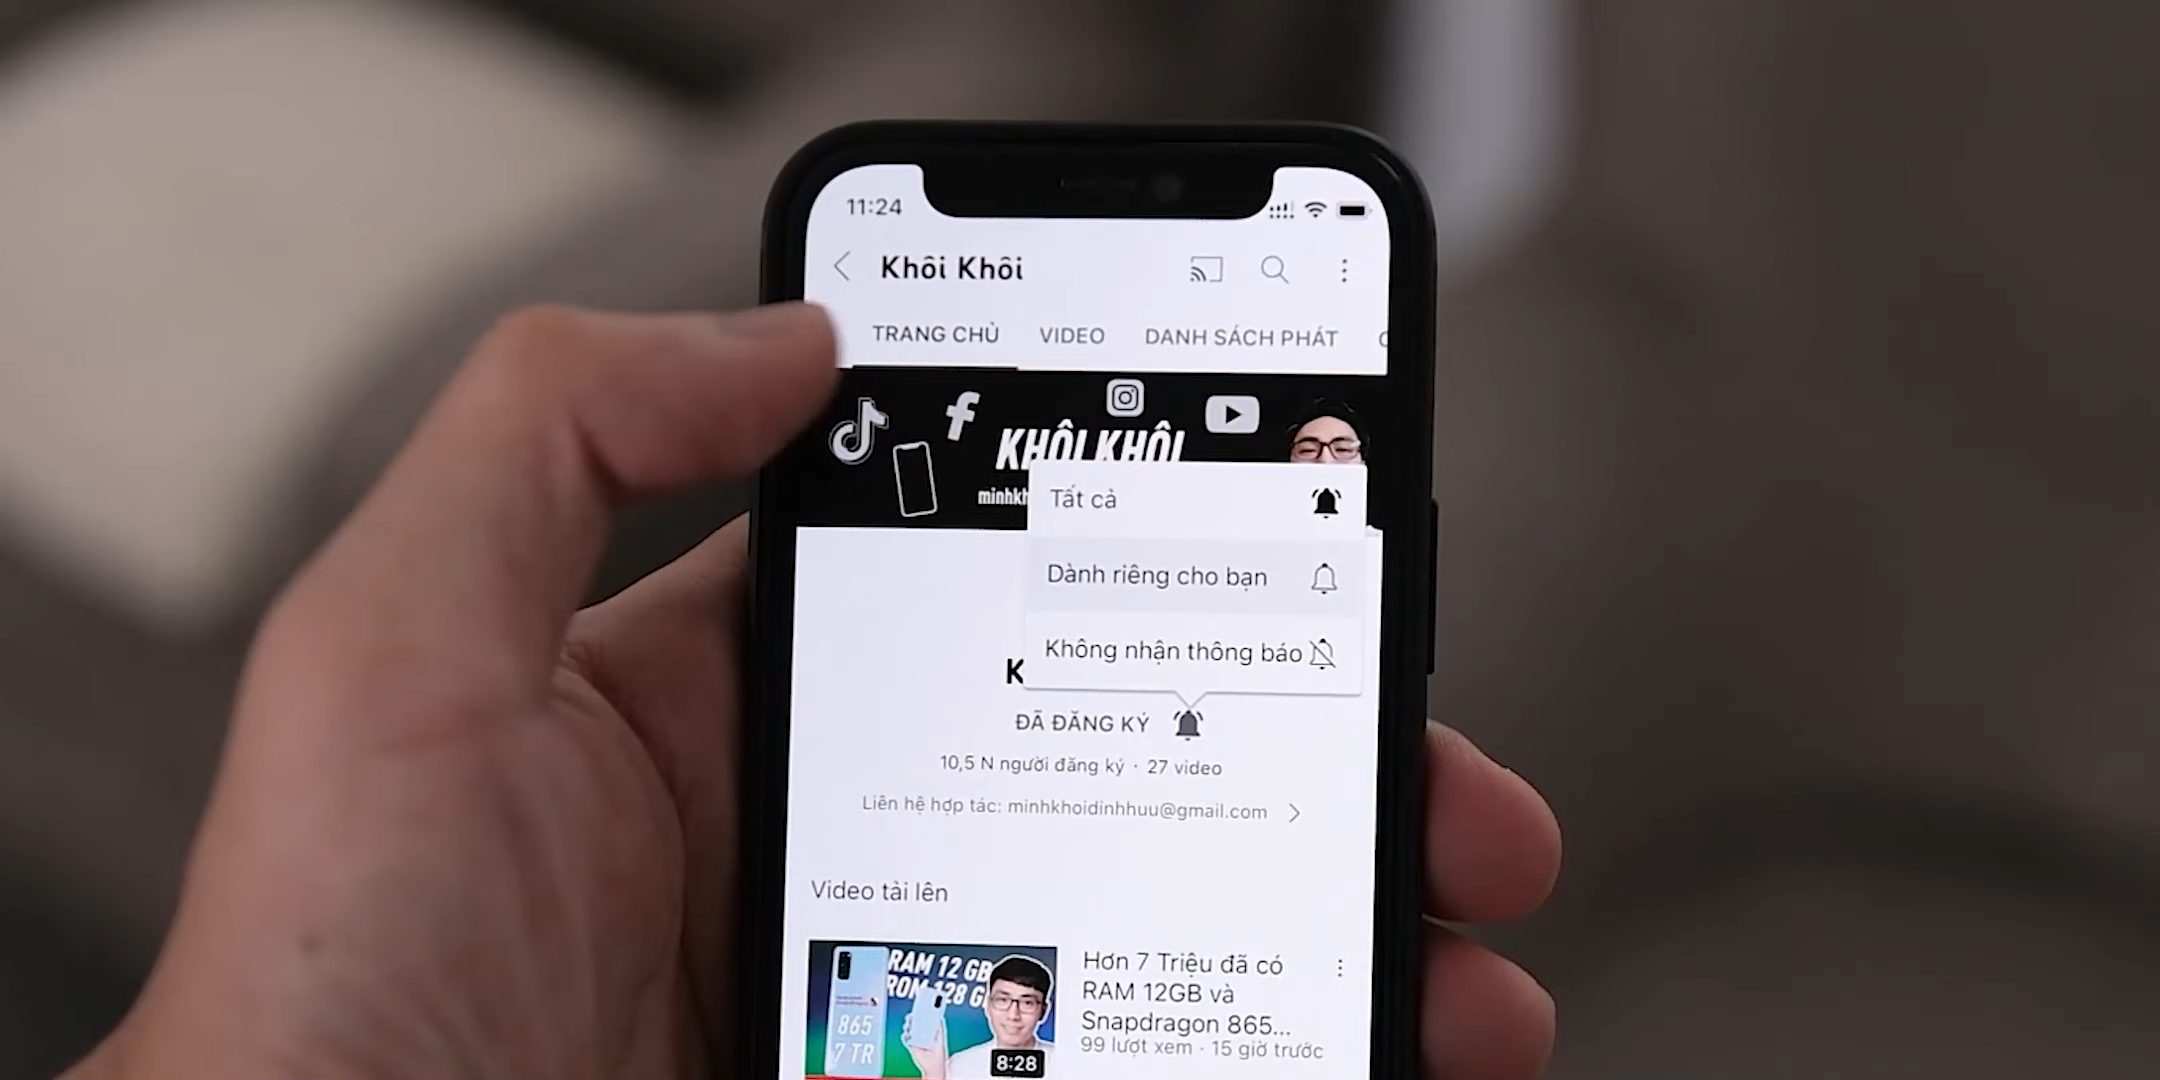 11:24
Khôi Khôi
TRANG CHỦ VIDEO DANH SÁCH PHÁT
KHÔI KHÔI
Tất cả
Dành riêng cho bạn
Không nhận thông báo
ĐÃ ĐĂNG KÝ
10,5 N người đăng ký · 27 video
Liên hệ hợp tác: minhkhoidinhhuu@gmail.com
Video tải lên
RAM 12 GB
ROM 128 G
865
7 TR
8:28
Hơn 7 Triệu đã có
RAM 12GB và
Snapdragon 865...
99 lượt xem · 15 giờ trước